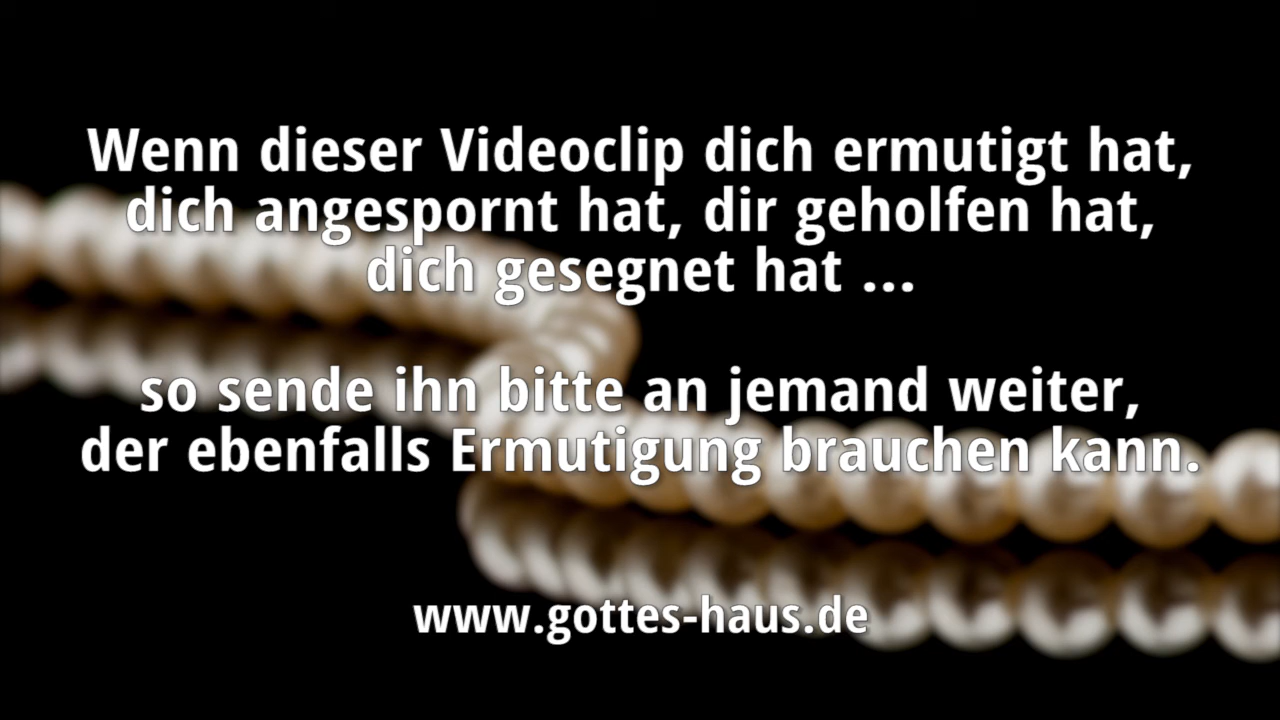 Wenn dieser Videoclip dich ermutigt hat,
dich angespornt hat, dir geholfen hat,
dich gesegnet hat ...
so sende ihn bitte an jemand weiter,
der ebenfalls Ermutigung brauchen kann.
www.gottes-haus.de